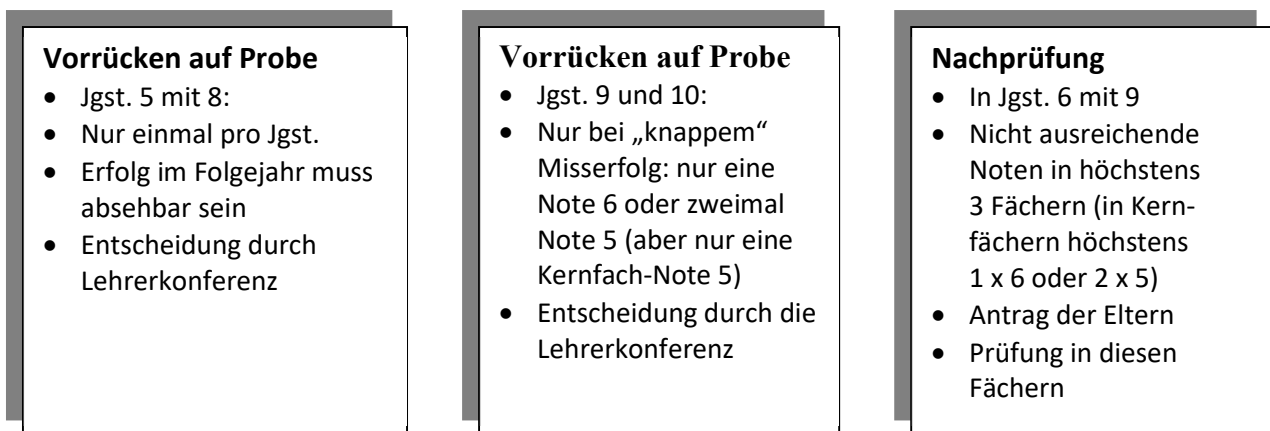 Vorrücken auf Probe
• Jgst. 5 mit 8:
• Nur einmal pro Jgst.
• Erfolg im Folgejahr muss
absehbar sein
• Entscheidung durch
Lehrerkonferenz
Vorrücken auf Probe
• Jgst. 9 und 10:
• Nur bei „knappem“
Misserfolg: nur eine
Note 6 oder zweimal
Note 5 (aber nur eine
Kernfach-Note 5)
• Entscheidung durch die
Lehrerkonferenz
Nachprüfung
• In Jgst. 6 mit 9
• Nicht ausreichende
Noten in höchstens
3 Fächern (in Kern-
fächern höchstens
1 x 6 oder 2 x 5)
• Antrag der Eltern
• Prüfung in diesen
Fächern